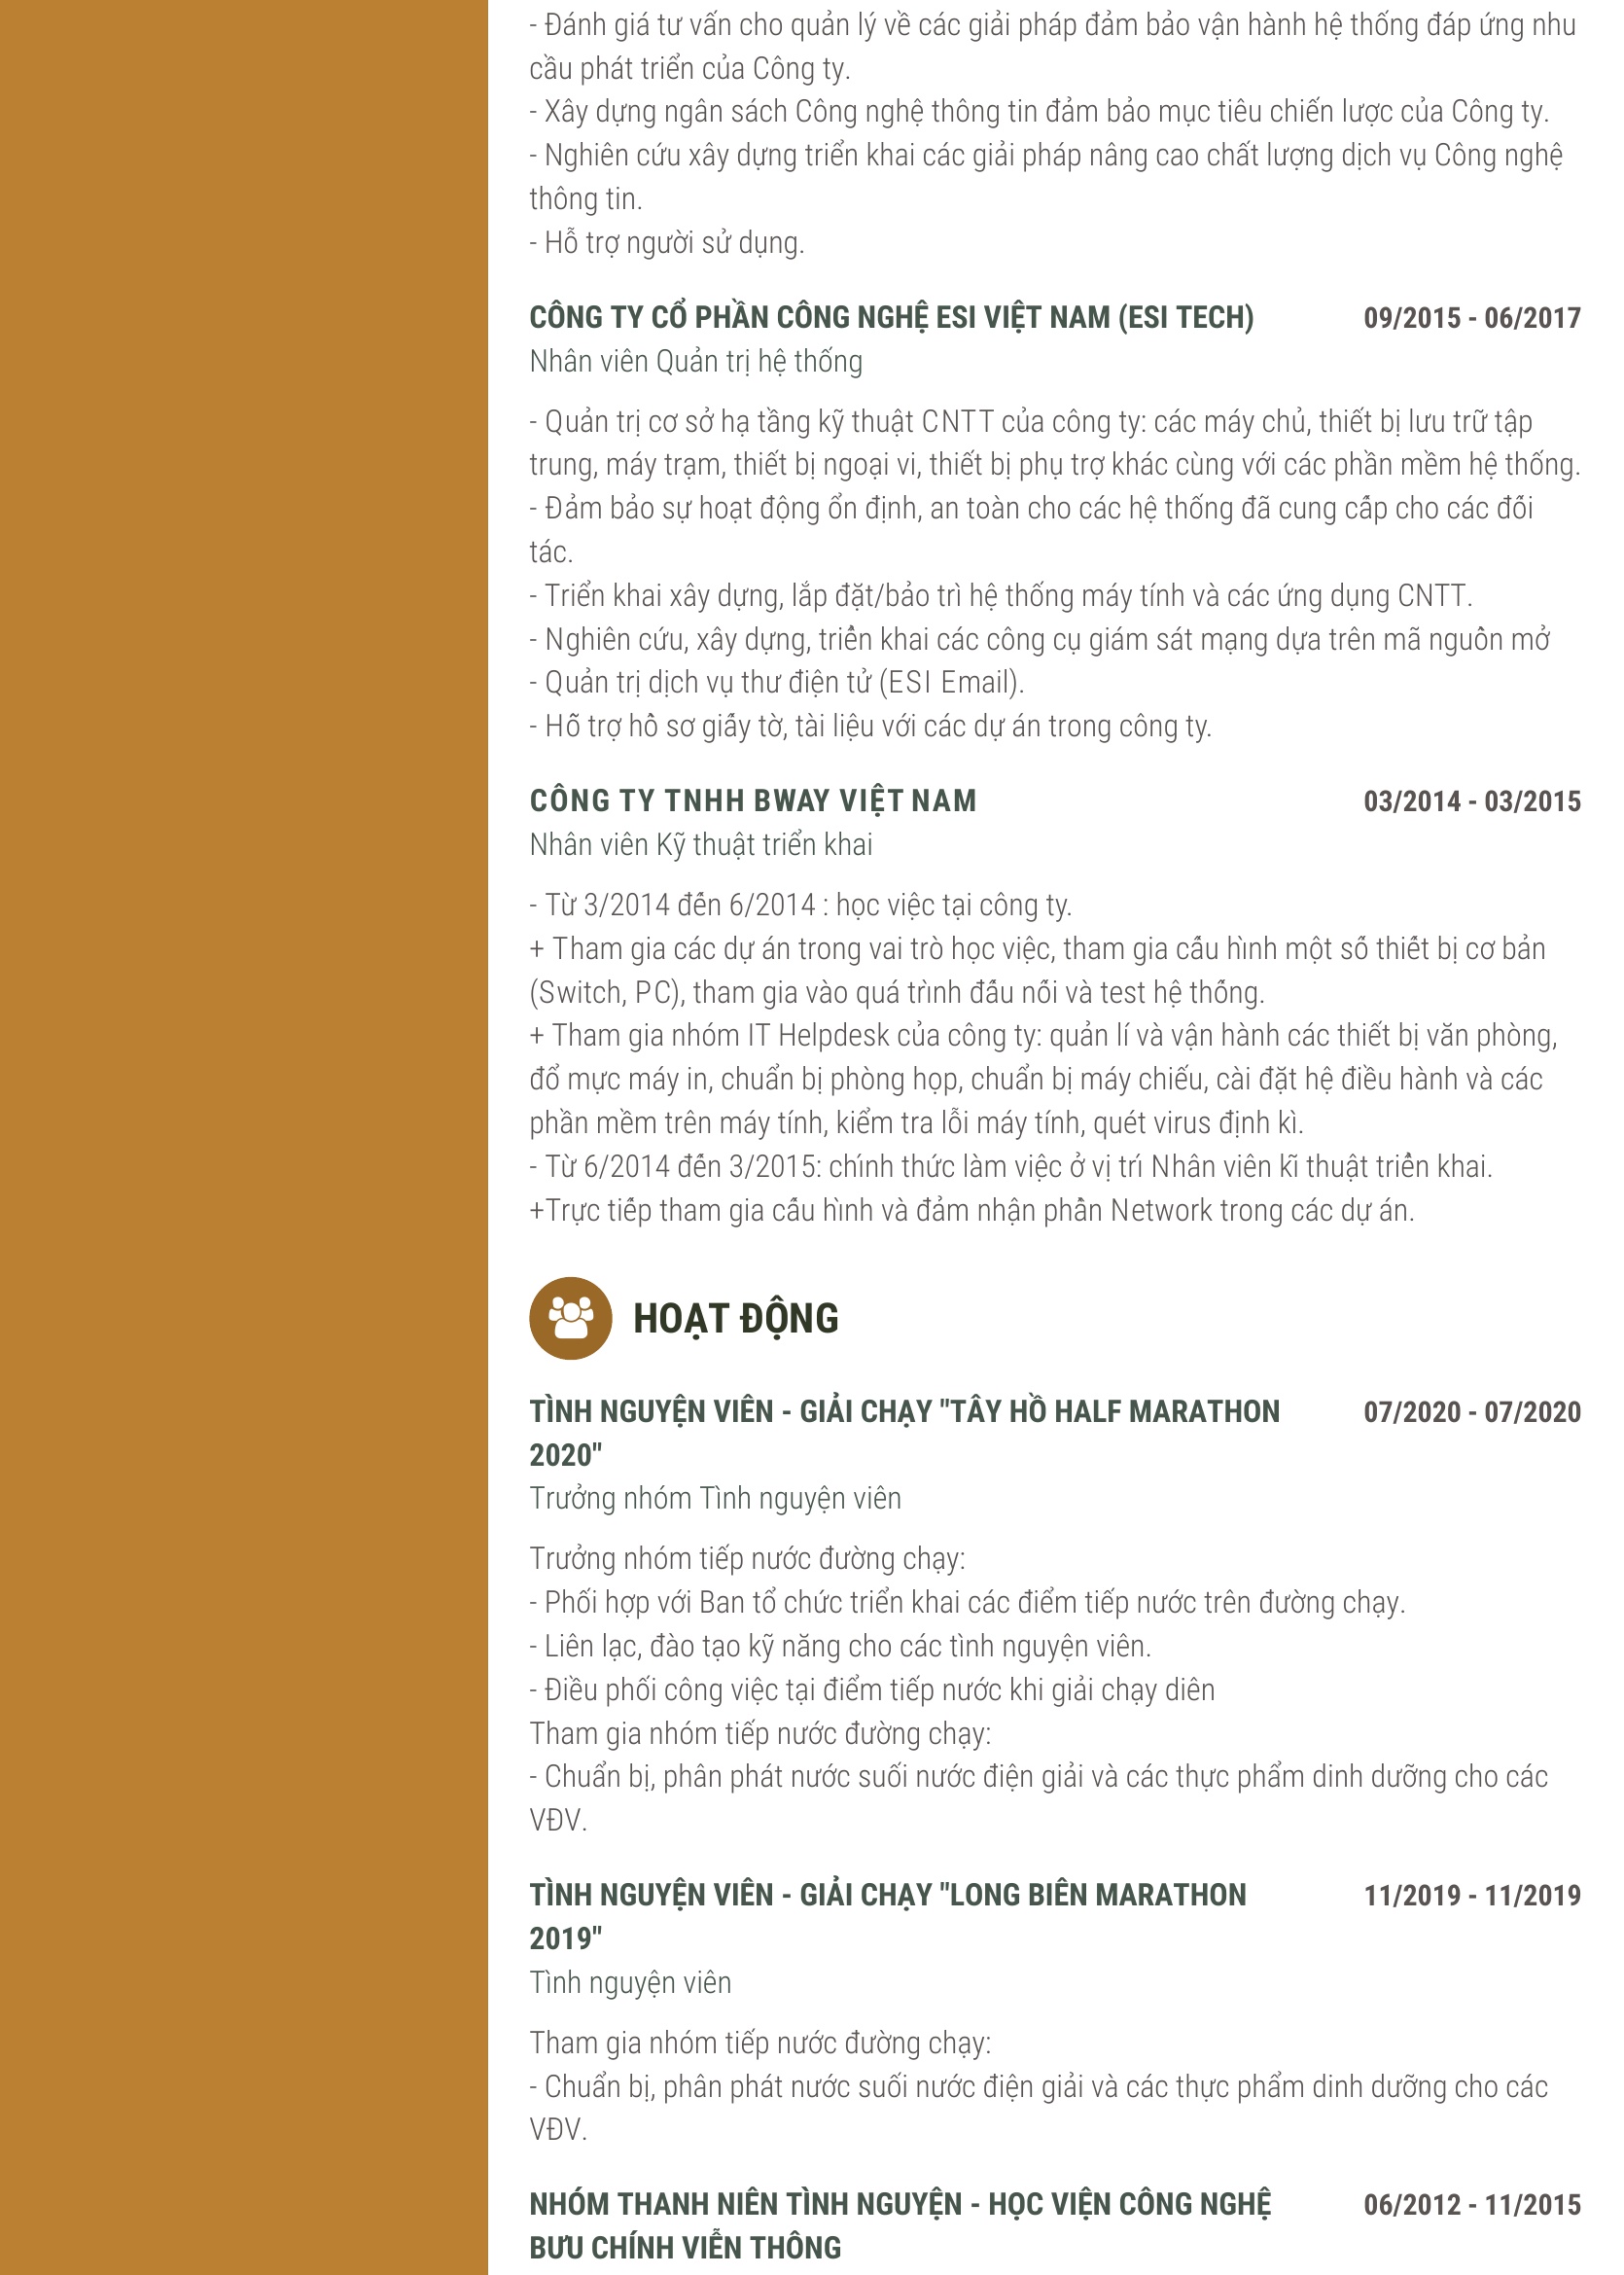 - Đánh giá tư vấn cho quản lý về các giải pháp đảm bảo vận hành hệ thống đáp ứng nhu
cầu phát triển của Công ty.
- Xây dựng ngân sách Công nghệ thông tin đảm bảo mục tiêu chiến lược của Công ty.
- Nghiên cứu xây dựng triển khai các giải pháp nâng cao chất lượng dịch vụ Công nghệ
thông tin.
- Hỗ trợ người sử dụng.
CÔNG TY CỔ PHẦN CÔNG NGHỆ ESI VIỆT NAM (ESI TECH) 09/2015 - 06/2017
Nhân viên Quản trị hệ thống
- Quản trị cơ sở hạ tầng kỹ thuật CNTT của công ty: các máy chủ, thiết bị lưu trữ tập
trung, máy trạm, thiết bị ngoại vi, thiết bị phụ trợ khác cùng với các phần mềm hệ thống.
- Đảm bảo sự hoạt động ổn định, an toàn cho các hệ thống đã cung cấp cho các đối
tác.
- Triển khai xây dựng, lắp đặt/bảo trì hệ thống máy tính và các ứng dụng CNTT.
- Nghiên cứu, xây dựng, triển khai các công cụ giám sát mạng dựa trên mã nguồn mở
- Quản trị dịch vụ thư điện tử (ESI Email).
- Hỗ trợ hồ sơ giấy tờ, tài liệu với các dự án trong công ty.
CÔNG TY TNHH BWAY VIỆT NAM 03/2014 - 03/2015
Nhân viên Kỹ thuật triển khai
- Từ 3/2014 đến 6/2014 : học việc tại công ty.
+ Tham gia các dự án trong vai trò học việc, tham gia cấu hình một số thiết bị cơ bản
(Switch, PC), tham gia vào quá trình đấu nối và test hệ thống.
+ Tham gia nhóm IT Helpdesk của công ty: quản lí và vận hành các thiết bị văn phòng,
đổ mực máy in, chuẩn bị phòng họp, chuẩn bị máy chiếu, cài đặt hệ điều hành và các
phần mềm trên máy tính, kiểm tra lỗi máy tính, quét virus định kì.
- Từ 6/2014 đến 3/2015: chính thức làm việc ở vị trí Nhân viên kĩ thuật triển khai.
+Trực tiếp tham gia cấu hình và đảm nhận phần Network trong các dự án.
HOẠT ĐỘNG
TÌNH NGUYỆN VIÊN - GIẢI CHẠY "TÂY HỒ HALF MARATHON 07/2020 - 07/2020
2020"
Trưởng nhóm Tình nguyện viên
Trưởng nhóm tiếp nước đường chạy:
- Phối hợp với Ban tổ chức triển khai các điểm tiếp nước trên đường chạy.
- Liên lạc, đào tạo kỹ năng cho các tình nguyện viên.
- Điều phối công việc tại điểm tiếp nước khi giải chạy diên
Tham gia nhóm tiếp nước đường chạy:
- Chuẩn bị, phân phát nước suối nước điện giải và các thực phẩm dinh dưỡng cho các
VĐV.
TÌNH NGUYỆN VIÊN - GIẢI CHẠY "LONG BIÊN MARATHON 11/2019 - 11/2019
2019"
Tình nguyện viên
Tham gia nhóm tiếp nước đường chạy:
- Chuẩn bị, phân phát nước suối nước điện giải và các thực phẩm dinh dưỡng cho các
VĐV.
NHÓM THANH NIÊN TÌNH NGUYỆN - HỌC VIỆN CÔNG NGHỆ 06/2012 - 11/2015
BƯU CHÍNH VIỄN THÔNG